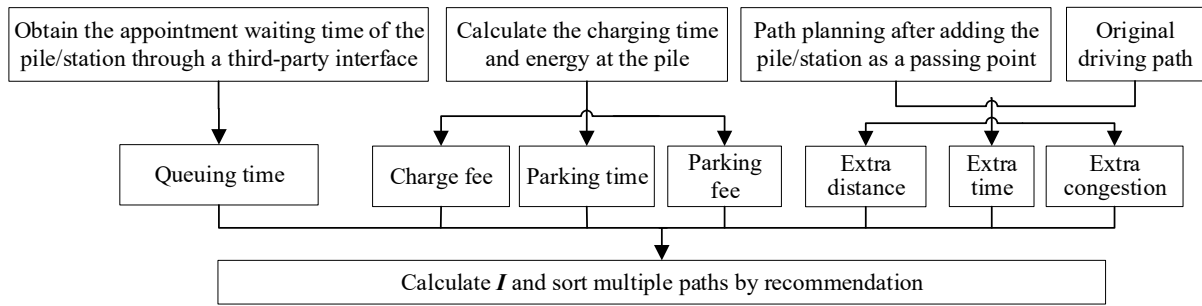 Obtain the appointment waiting time of the
pile/station through a third-party interface
Calculate the charging time
and energy at the pile
Path planning after adding the
pile/station as a passing point
Original
driving path
Queuing time
Charge fee
Parking time
Parking
fee
Extra
distance
Extra
time
Extra
congestion
Calculate I and sort multiple paths by recommendation